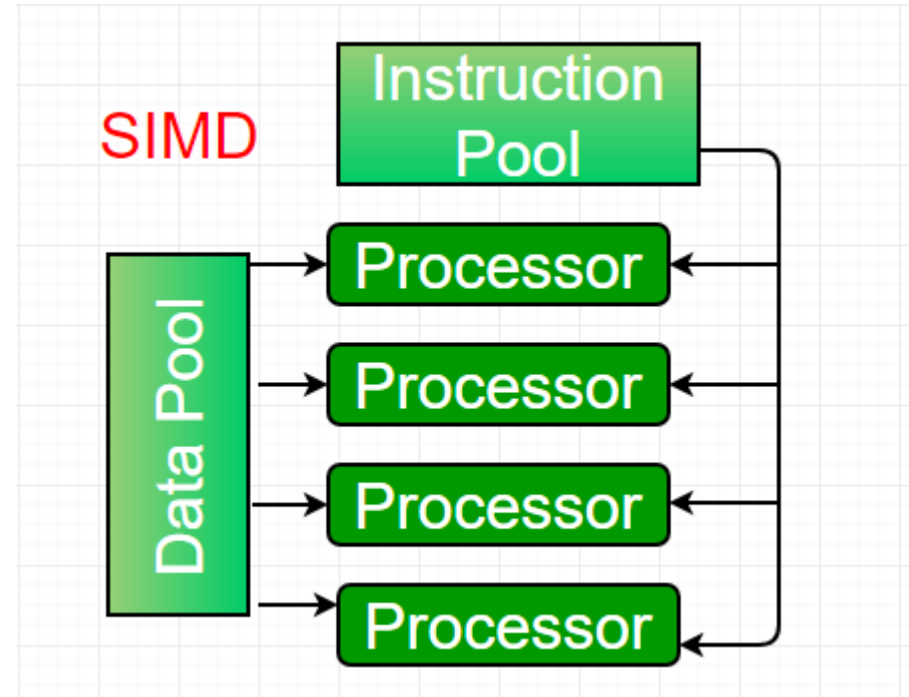 SIMD
Instruction
Pool
Data Pool
Processor
Processor
Processor
Processor